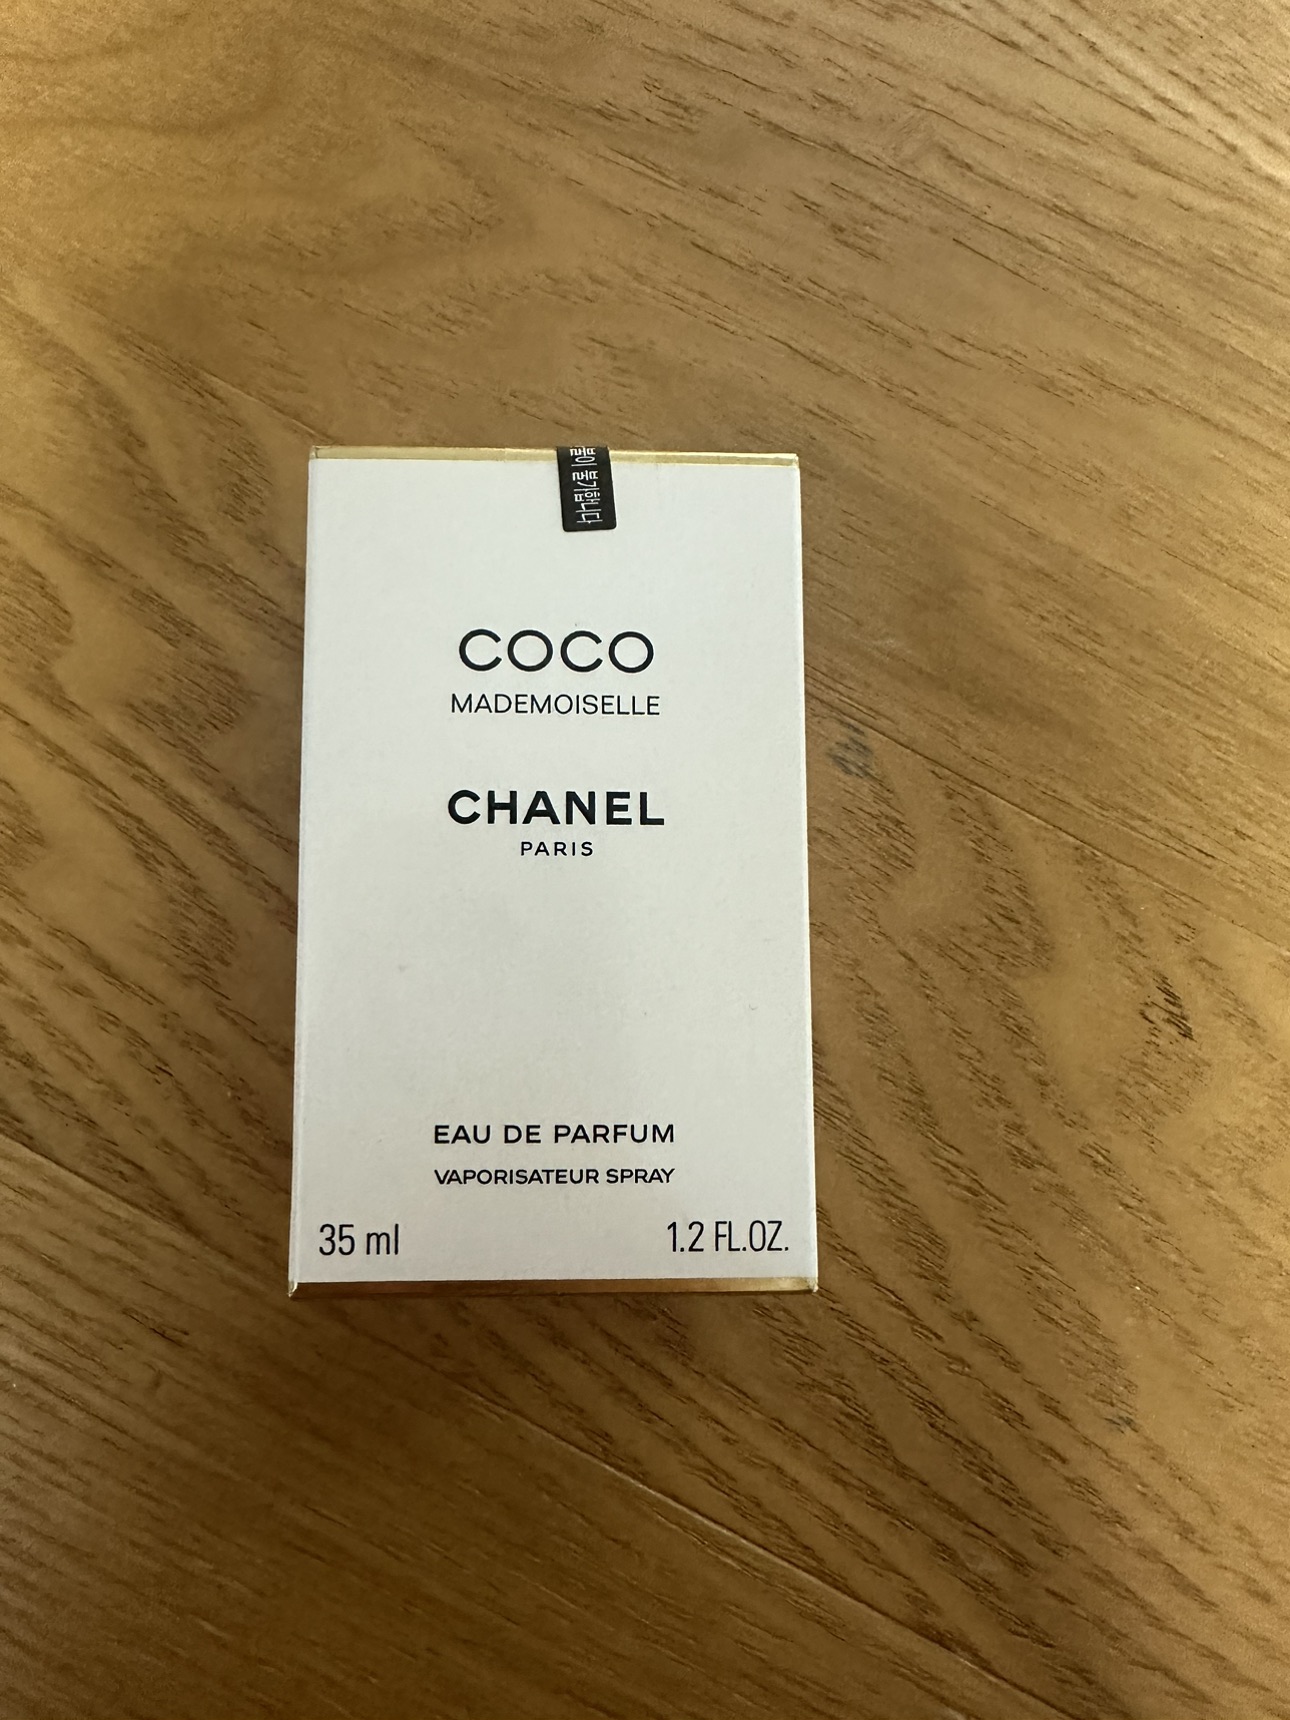 COCO
MADEMOISELLE
CHANEL
PARIS
EAU DE PARFUM
VAPORISATEUR SPRAY
35 ml 1.2 FL.OZ.